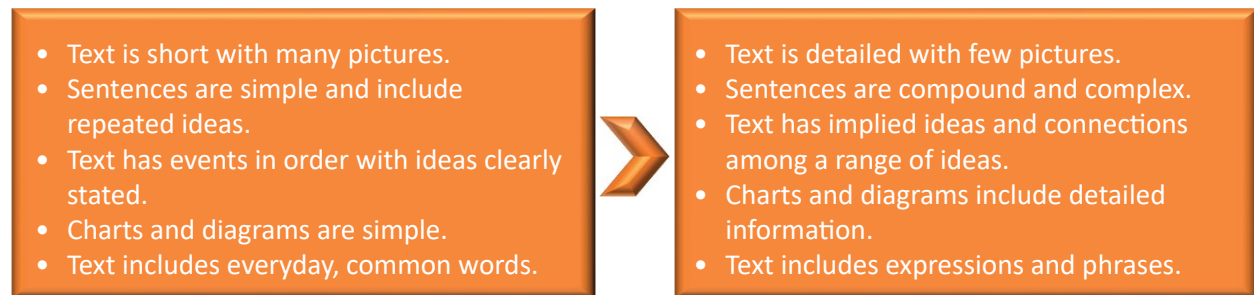 • Text is short with many pictures.
• Sentences are simple and include
repeated ideas.
• Text has events in order with ideas clearly
stated.
• Charts and diagrams are simple.
• Text includes everyday, common words.
• Text is detailed with few pictures.
• Sentences are compound and complex.
• Text has implied ideas and connections
among a range of ideas.
• Charts and diagrams include detailed
information.
• Text includes expressions and phrases.